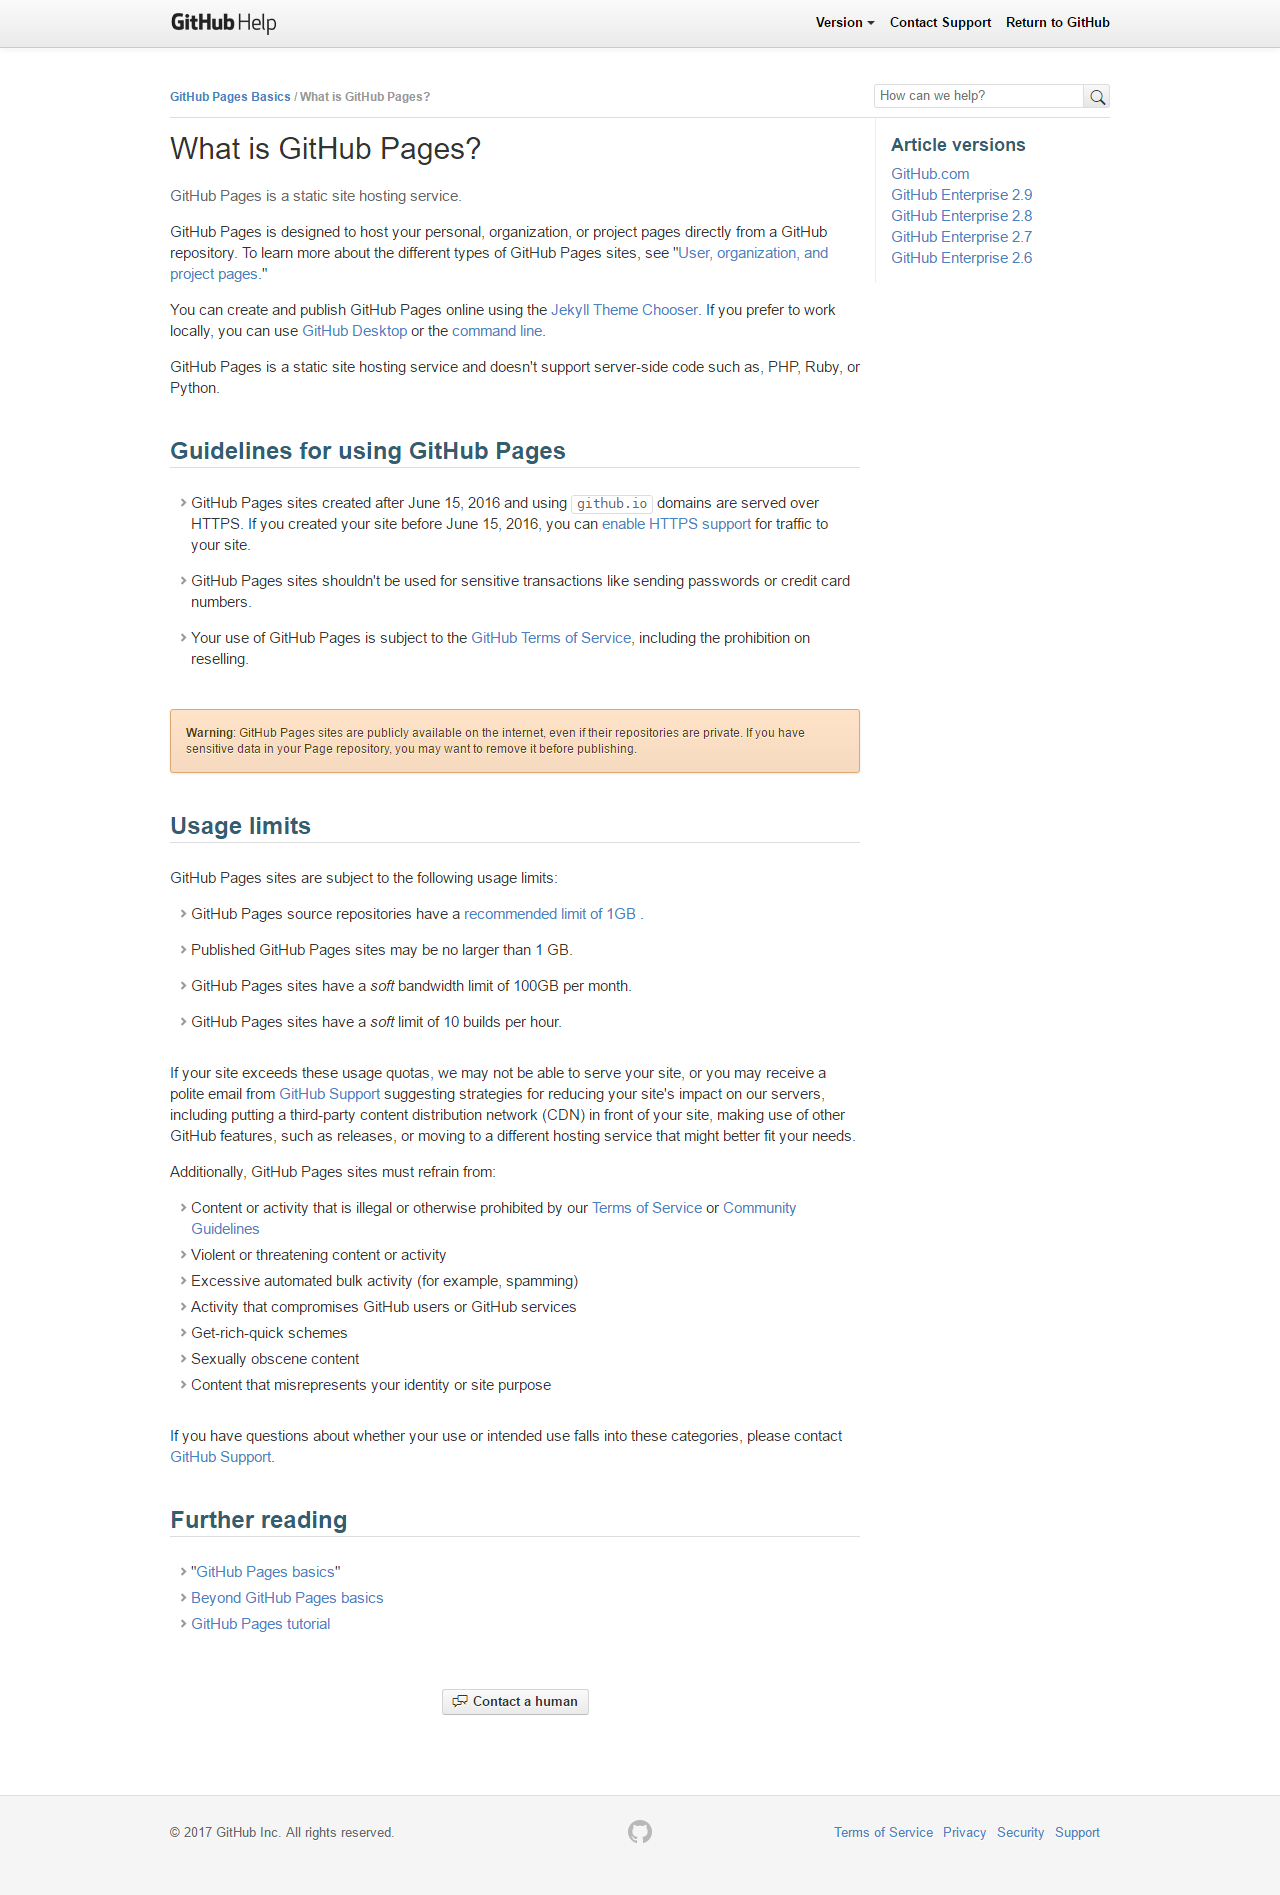 GitHub Help
Version Contact Support Return to GitHub
GitHub Pages Basics / What is GitHub Pages?
How can we help?
What is GitHub Pages?
GitHub Pages is a static site hosting service.
GitHub Pages is designed to host your personal, organization, or project pages directly from a GitHub
repository. To learn more about the different types of GitHub Pages sites, see "User, organization, and
project pages."
You can create and publish GitHub Pages online using the Jekyll Theme Chooser. If you prefer to work
locally, you can use GitHub Desktop or the command line.
GitHub Pages is a static site hosting service and doesn't support server-side code such as, PHP, Ruby, or
Python.
Article versions
GitHub.com
GitHub Enterprise 2.9
GitHub Enterprise 2.8
GitHub Enterprise 2.7
GitHub Enterprise 2.6
Guidelines for using GitHub Pages
GitHub Pages sites created after June 15, 2016 and using github.io domains are served over
HTTPS. If you created your site before June 15, 2016, you can enable HTTPS support for traffic to
your site.
GitHub Pages sites shouldn't be used for sensitive transactions like sending passwords or credit card
numbers.
Your use of GitHub Pages is subject to the GitHub Terms of Service, including the prohibition on
reselling.
Warning: GitHub Pages sites are publicly available on the internet, even if their repositories are private. If you have
sensitive data in your Page repository, you may want to remove it before publishing.
Usage limits
GitHub Pages sites are subject to the following usage limits:
GitHub Pages source repositories have a recommended limit of 1GB .
Published GitHub Pages sites may be no larger than 1 GB.
GitHub Pages sites have a soft bandwidth limit of 100GB per month.
GitHub Pages sites have a soft limit of 10 builds per hour.
If your site exceeds these usage quotas, we may not be able to serve your site, or you may receive a
polite email from GitHub Support suggesting strategies for reducing your site's impact on our servers,
including putting a third-party content distribution network (CDN) in front of your site, making use of other
GitHub features, such as releases, or moving to a different hosting service that might better fit your needs.
Additionally, GitHub Pages sites must refrain from:
Content or activity that is illegal or otherwise prohibited by our Terms of Service or Community
Guidelines
Violent or threatening content or activity
Excessive automated bulk activity (for example, spamming)
Activity that compromises GitHub users or GitHub services
Get-rich-quick schemes
Sexually obscene content
Content that misrepresents your identity or site purpose
If you have questions about whether your use or intended use falls into these categories, please contact
GitHub Support.
Further reading
"GitHub Pages basics"
Beyond GitHub Pages basics
GitHub Pages tutorial
Contact a human
© 2017 GitHub Inc. All rights reserved.
Terms of Service Privacy Security Support